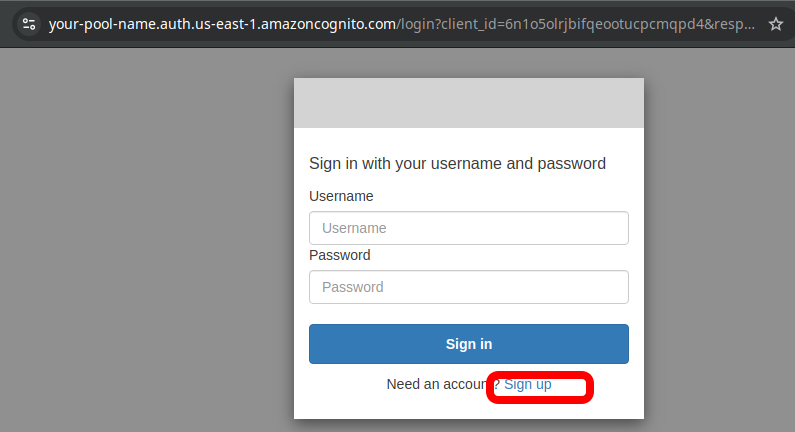 your-pool-name.auth.us-east-1.amazoncognito.com/login?client_id=6n1o5olrjbifqeootucpcmqpd4&resp...
Sign in with your username and password
Username
Username
Password
Password
Sign in
Need an account? Sign up